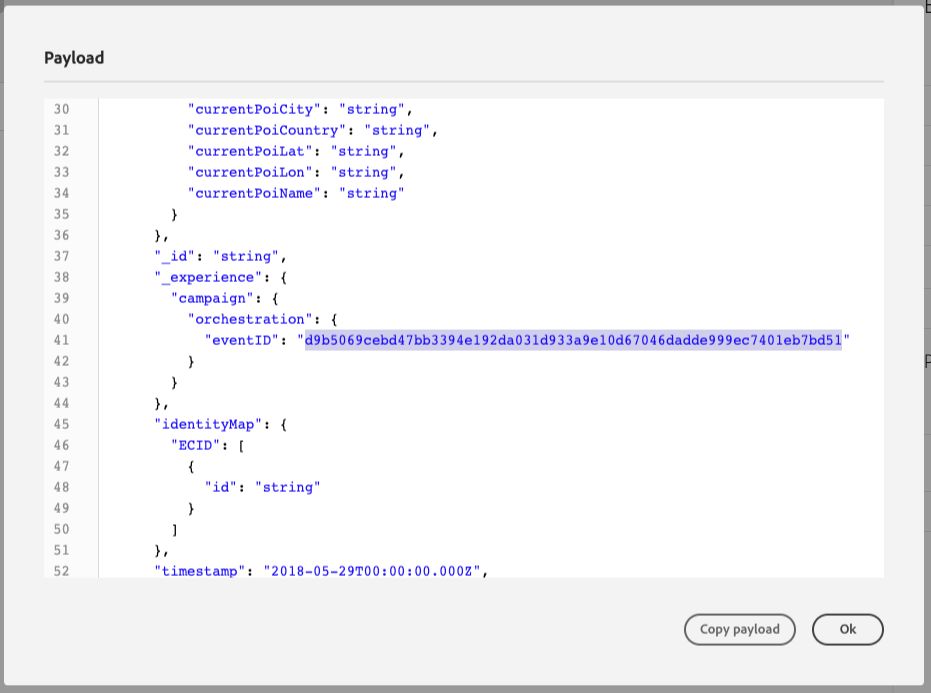 Payload
30 "currentPoiCity": "string",
31 "currentPoiCountry": "string",
32 "currentPoiLat": "string",
33 "currentPoiLon": "string",
34 "currentPoiName": "string"
35 }
36 },
37 "_id": "string",
38 "_experience": {
39 "campaign": {
40 "orchestration": {
41 "eventID": "d9b5069cebd47bb3394e192da031d933a9e10d67046dadde999ec7401eb7bd51"
42 }
43 }
44 },
45 "identityMap": {
46 "ECID": [
47 {
48 "id": "string"
49 }
50 ]
51 },
52 "timestamp": "2018-05-29T00:00:00.000Z",
Copy payload Ok